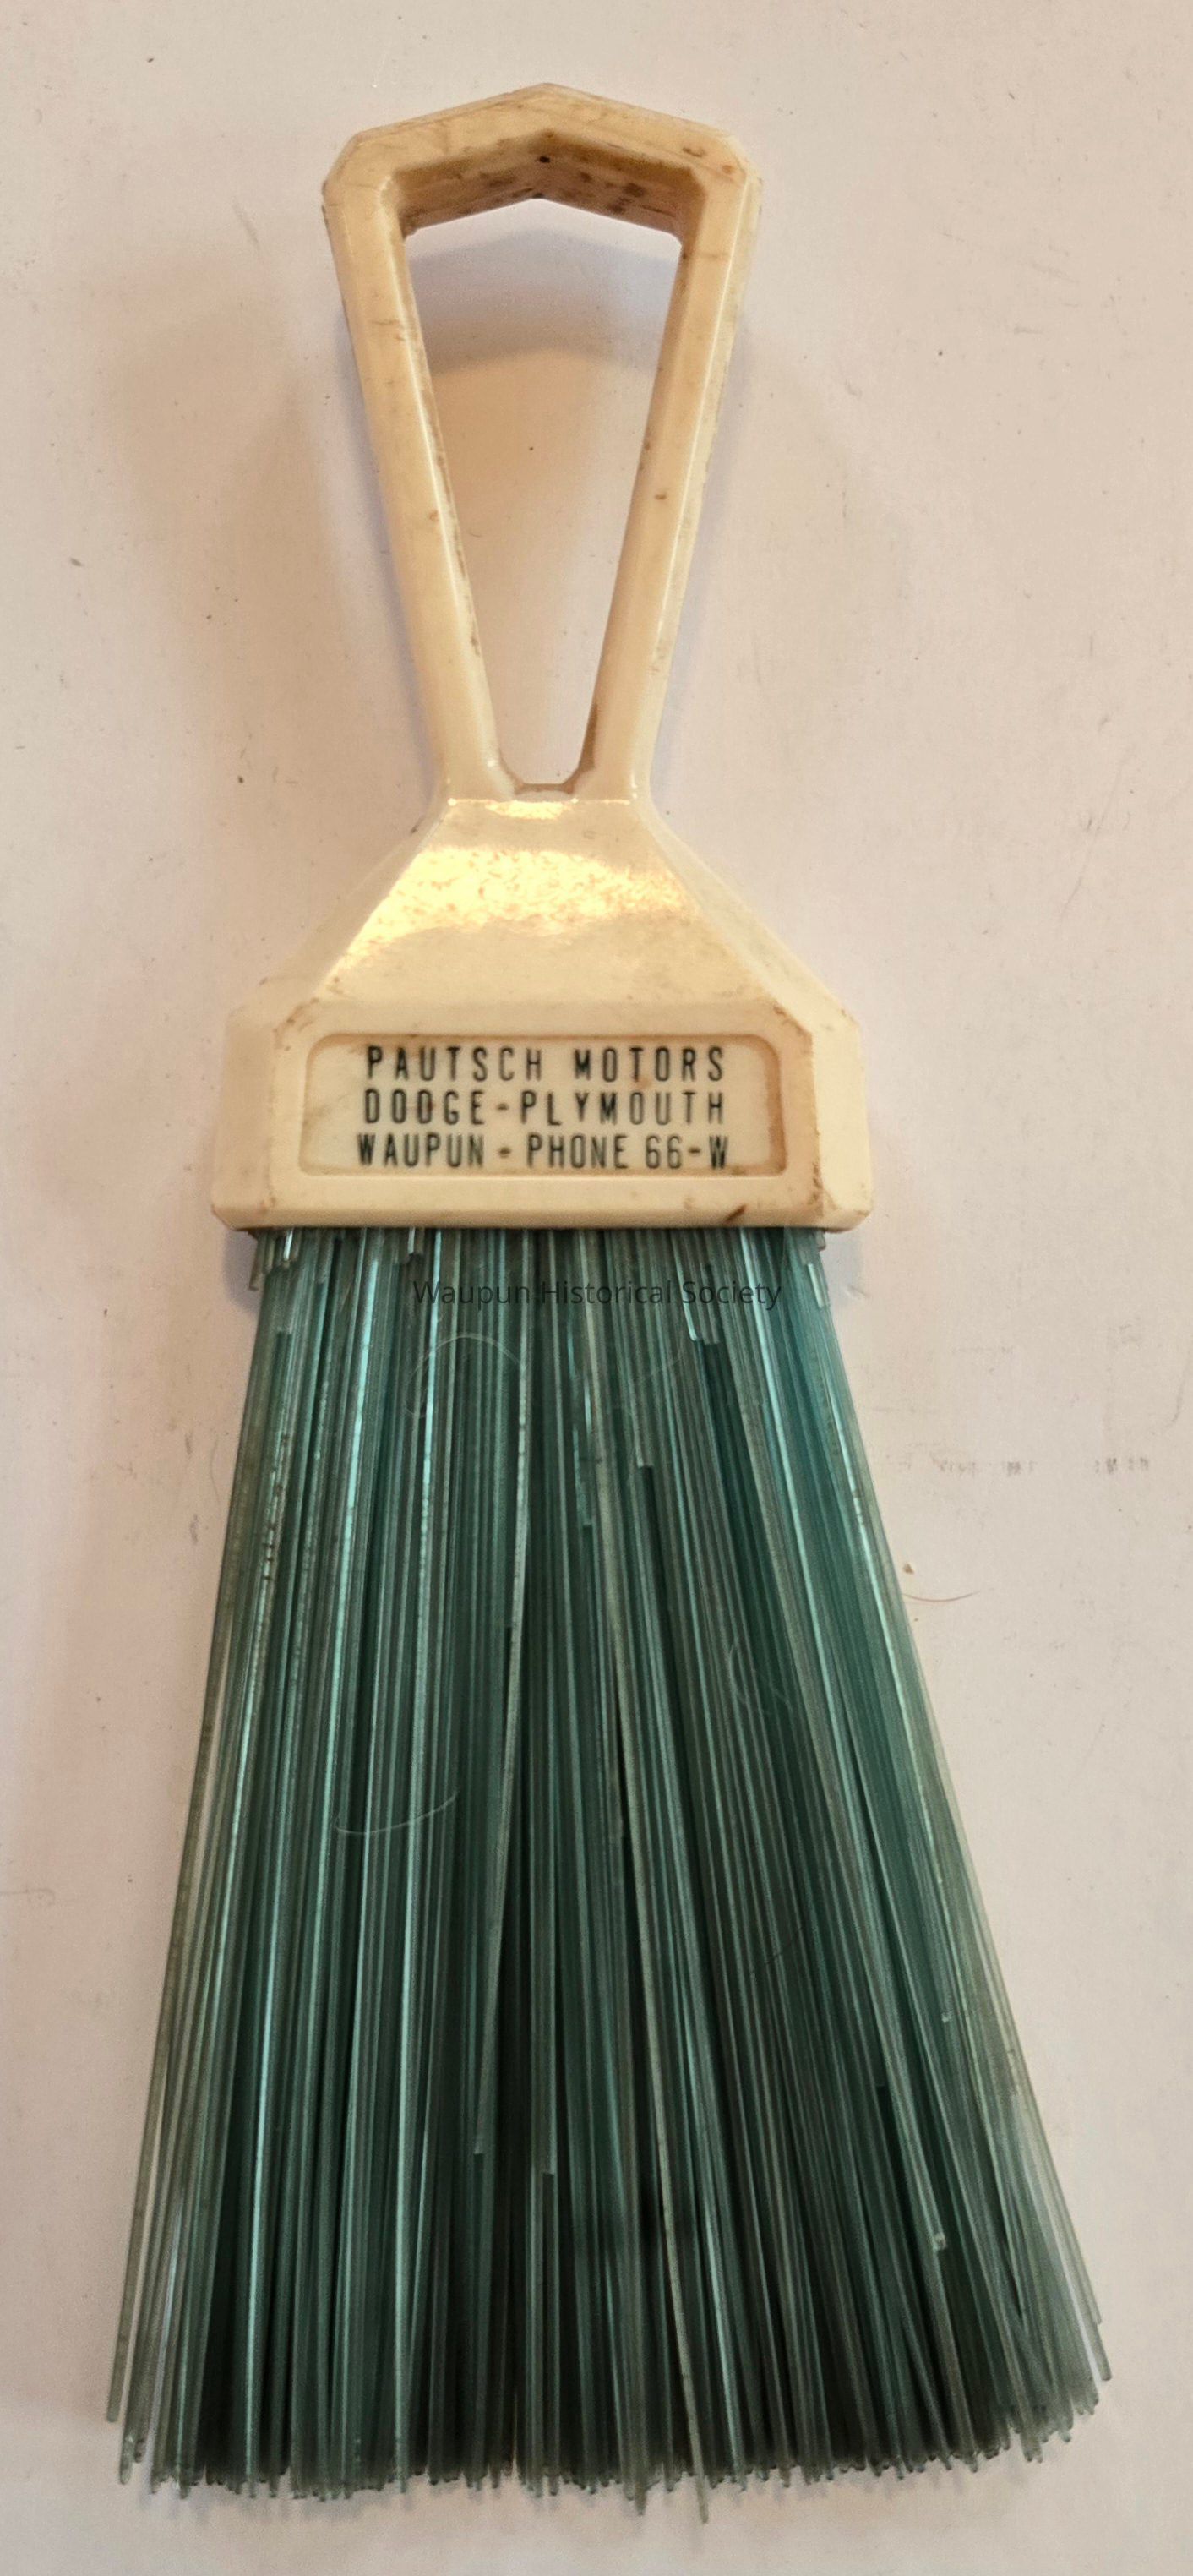 PAUTSCH MOTORS
DODGE-PLYMOUTH
WAUPUN - PHONE 66-W
Waupun Historical Society